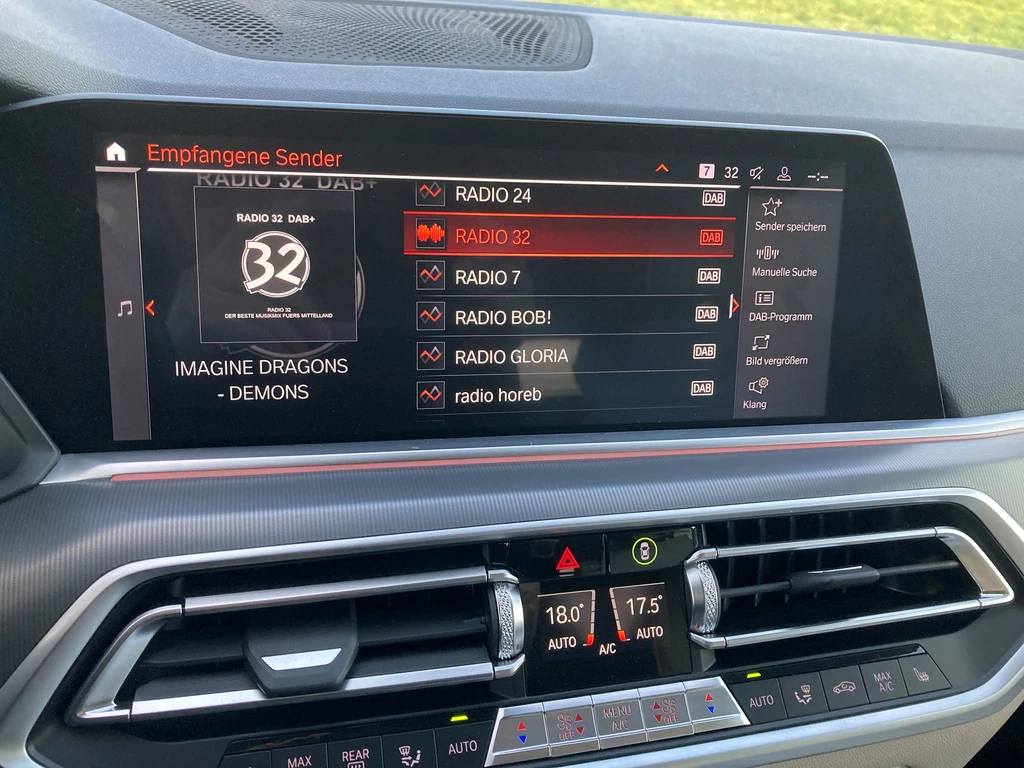 Empfangene Sender
7 32 --:--
RADIO 32 DAB+
RADIO 32 DAB+
32
RADIO 32
DER BESTE MUSIKMIX FUERS MITTELLAND
IMAGINE DRAGONS
- DEMONS
RADIO 24 DAB
RADIO 32 DAB
RADIO 7 DAB
RADIO BOB! DAB
RADIO GLORIA DAB
radio horeb DAB
Sender speichern
Manuelle Suche
DAB-Programm
Bild vergrößern
Klang
18.0° 17.5°
AUTO AUTO
A/C
MAX
REAR
AUTO
OFF
MENU
A/C
OFF
AUTO
MAX
A/C